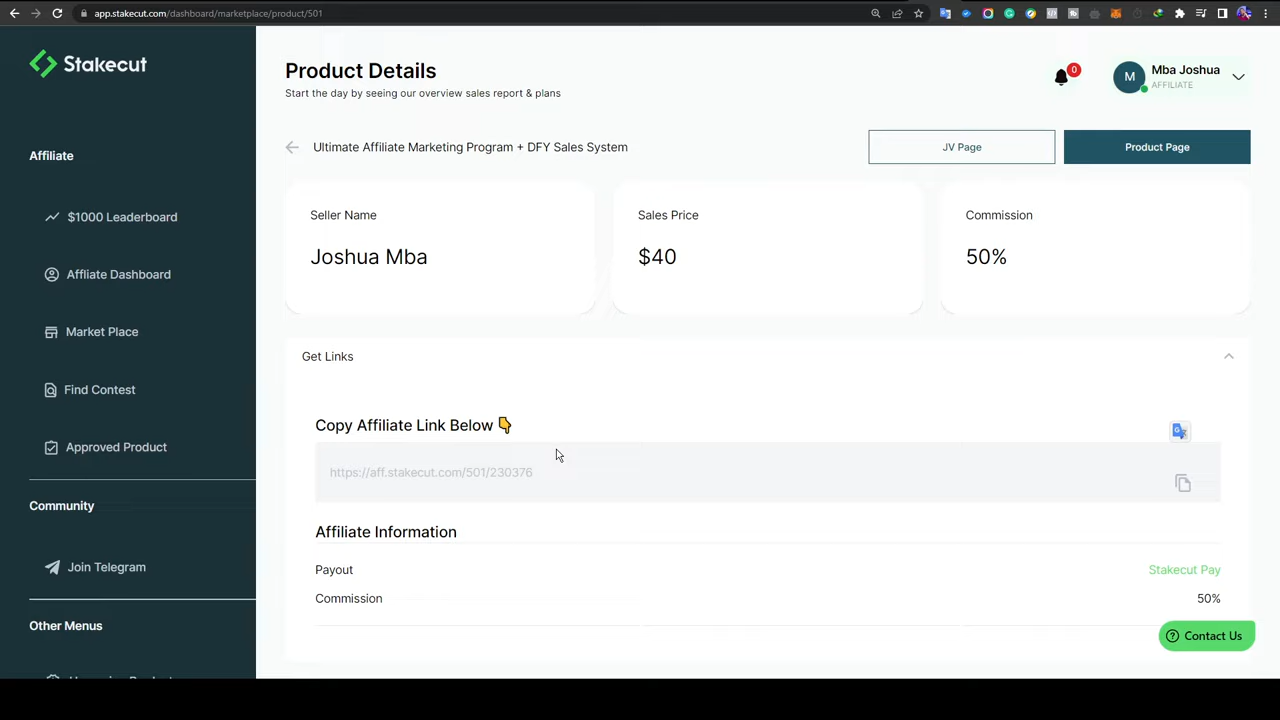 app.stakecut.com/dashboard/marketplace/product/501
Stakecut
Product Details
Start the day by seeing our overview sales report & plans
0
M
Mba Joshua
AFFILIATE
Affiliate
$1000 Leaderboard
Affliate Dashboard
Market Place
Find Contest
Approved Product
Community
Join Telegram
Other Menus
Ultimate Affiliate Marketing Program + DFY Sales System
JV Page
Product Page
Seller Name
Joshua Mba
Sales Price
$40
Commission
50%
Get Links
Copy Affiliate Link Below
https://aff.stakecut.com/501/230376
Affiliate Information
Payout
Stakecut Pay
Commission
50%
Contact Us